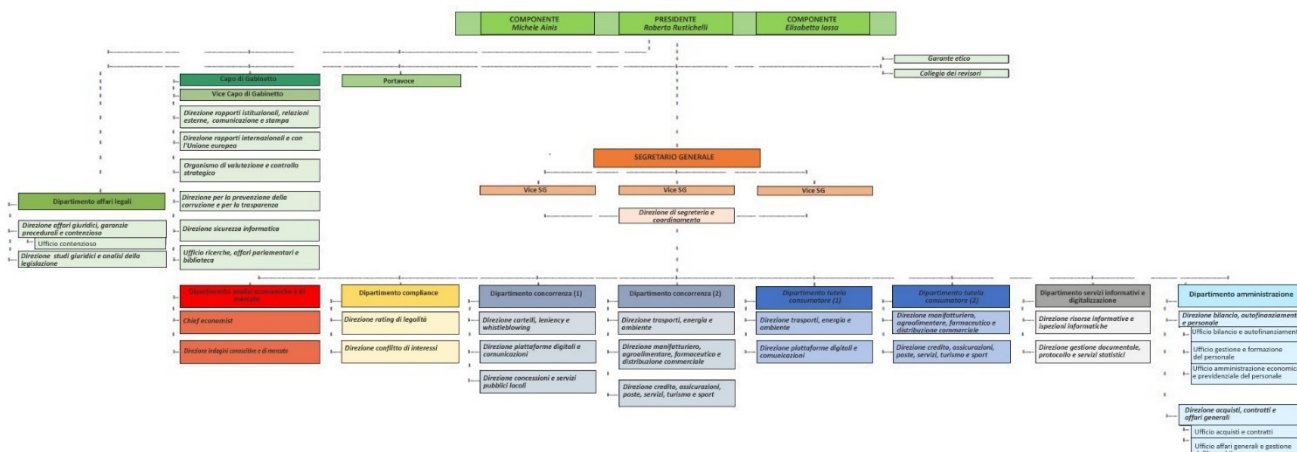 COMPONENTE
Michele Ainis
PRESIDENTE
Roberto Rustichelli
COMPONENTE
Elisabetta Iossa
Garante etico
Collegio dei revisori
Capo di Gabinetto
Vice Capo di Gabinetto
Portavoce
Direzione rapporti istituzionali, relazioni
esterne, comunicazione e stampa
Direzione rapporti internazionali e con
l'Unione europea
Organismo di valutazione e controllo
strategico
Direzione per la prevenzione della
corruzione e per la trasparenza
Direzione sicurezza informatica
Ufficio ricerche, affari parlamentari e
biblioteca
SEGRETARIO GENERALE
Vice SG
Vice SG
Vice SG
Direzione di segreteria e
coordinamento
Dipartimento affari legali
Direzione affari giuridici, garanzie
procedurali e contenzioso
Ufficio contenzioso
Direzione studi giuridici e analisi della
legislazione
Dipartimento analisi economiche e di
mercato
Chief economist
Direzione indagini conoscitive e di mercato
Dipartimento compliance
Direzione rating di legalità
Direzione conflitto di interessi
Dipartimento concorrenza (1)
Direzione cartelli, leniency e
whistleblowing
Direzione piattaforme digitali e
comunicazioni
Direzione concessioni e servizi
pubblici locali
Dipartimento concorrenza (2)
Direzione trasporti, energia e
ambiente
Direzione manifatturiero,
agroalimentare, farmaceutico e
distribuzione commerciale
Direzione credito, assicurazioni,
poste, servizi, turismo e sport
Dipartimento tutela
consumatore (1)
Direzione trasporti, energia e
ambiente
Direzione piattaforme digitali e
comunicazioni
Dipartimento tutela
consumatore (2)
Direzione manifatturiero,
agroalimentare, farmaceutico e
distribuzione commerciale
Direzione credito, assicurazioni,
poste, servizi, turismo e sport
Dipartimento servizi informativi e
digitalizzazione
Direzione risorse informative e
ispezioni informatiche
Direzione gestione documentale,
protocollo e servizi statistici
Dipartimento amministrazione
Direzione bilancio, autofinanziamento
e personale
Ufficio bilancio e autofinanziamento
Ufficio gestione e formazione
del personale
Ufficio amministrazione economica
e previdenziale del personale
Direzione acquisti, contratti e
affari generali
Ufficio acquisti e contratti
Ufficio affari generali e gestione